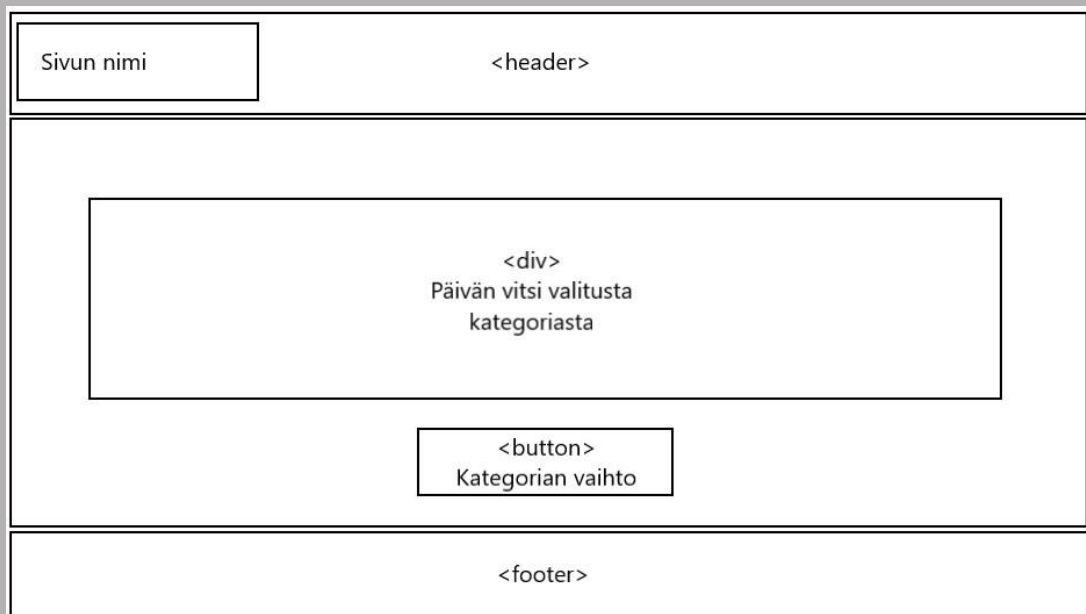 Sivun nimi
<header>
<div>
Päivän vitsi valitusta
kategoriasta
<button>
Kategorian vaihto
<footer>